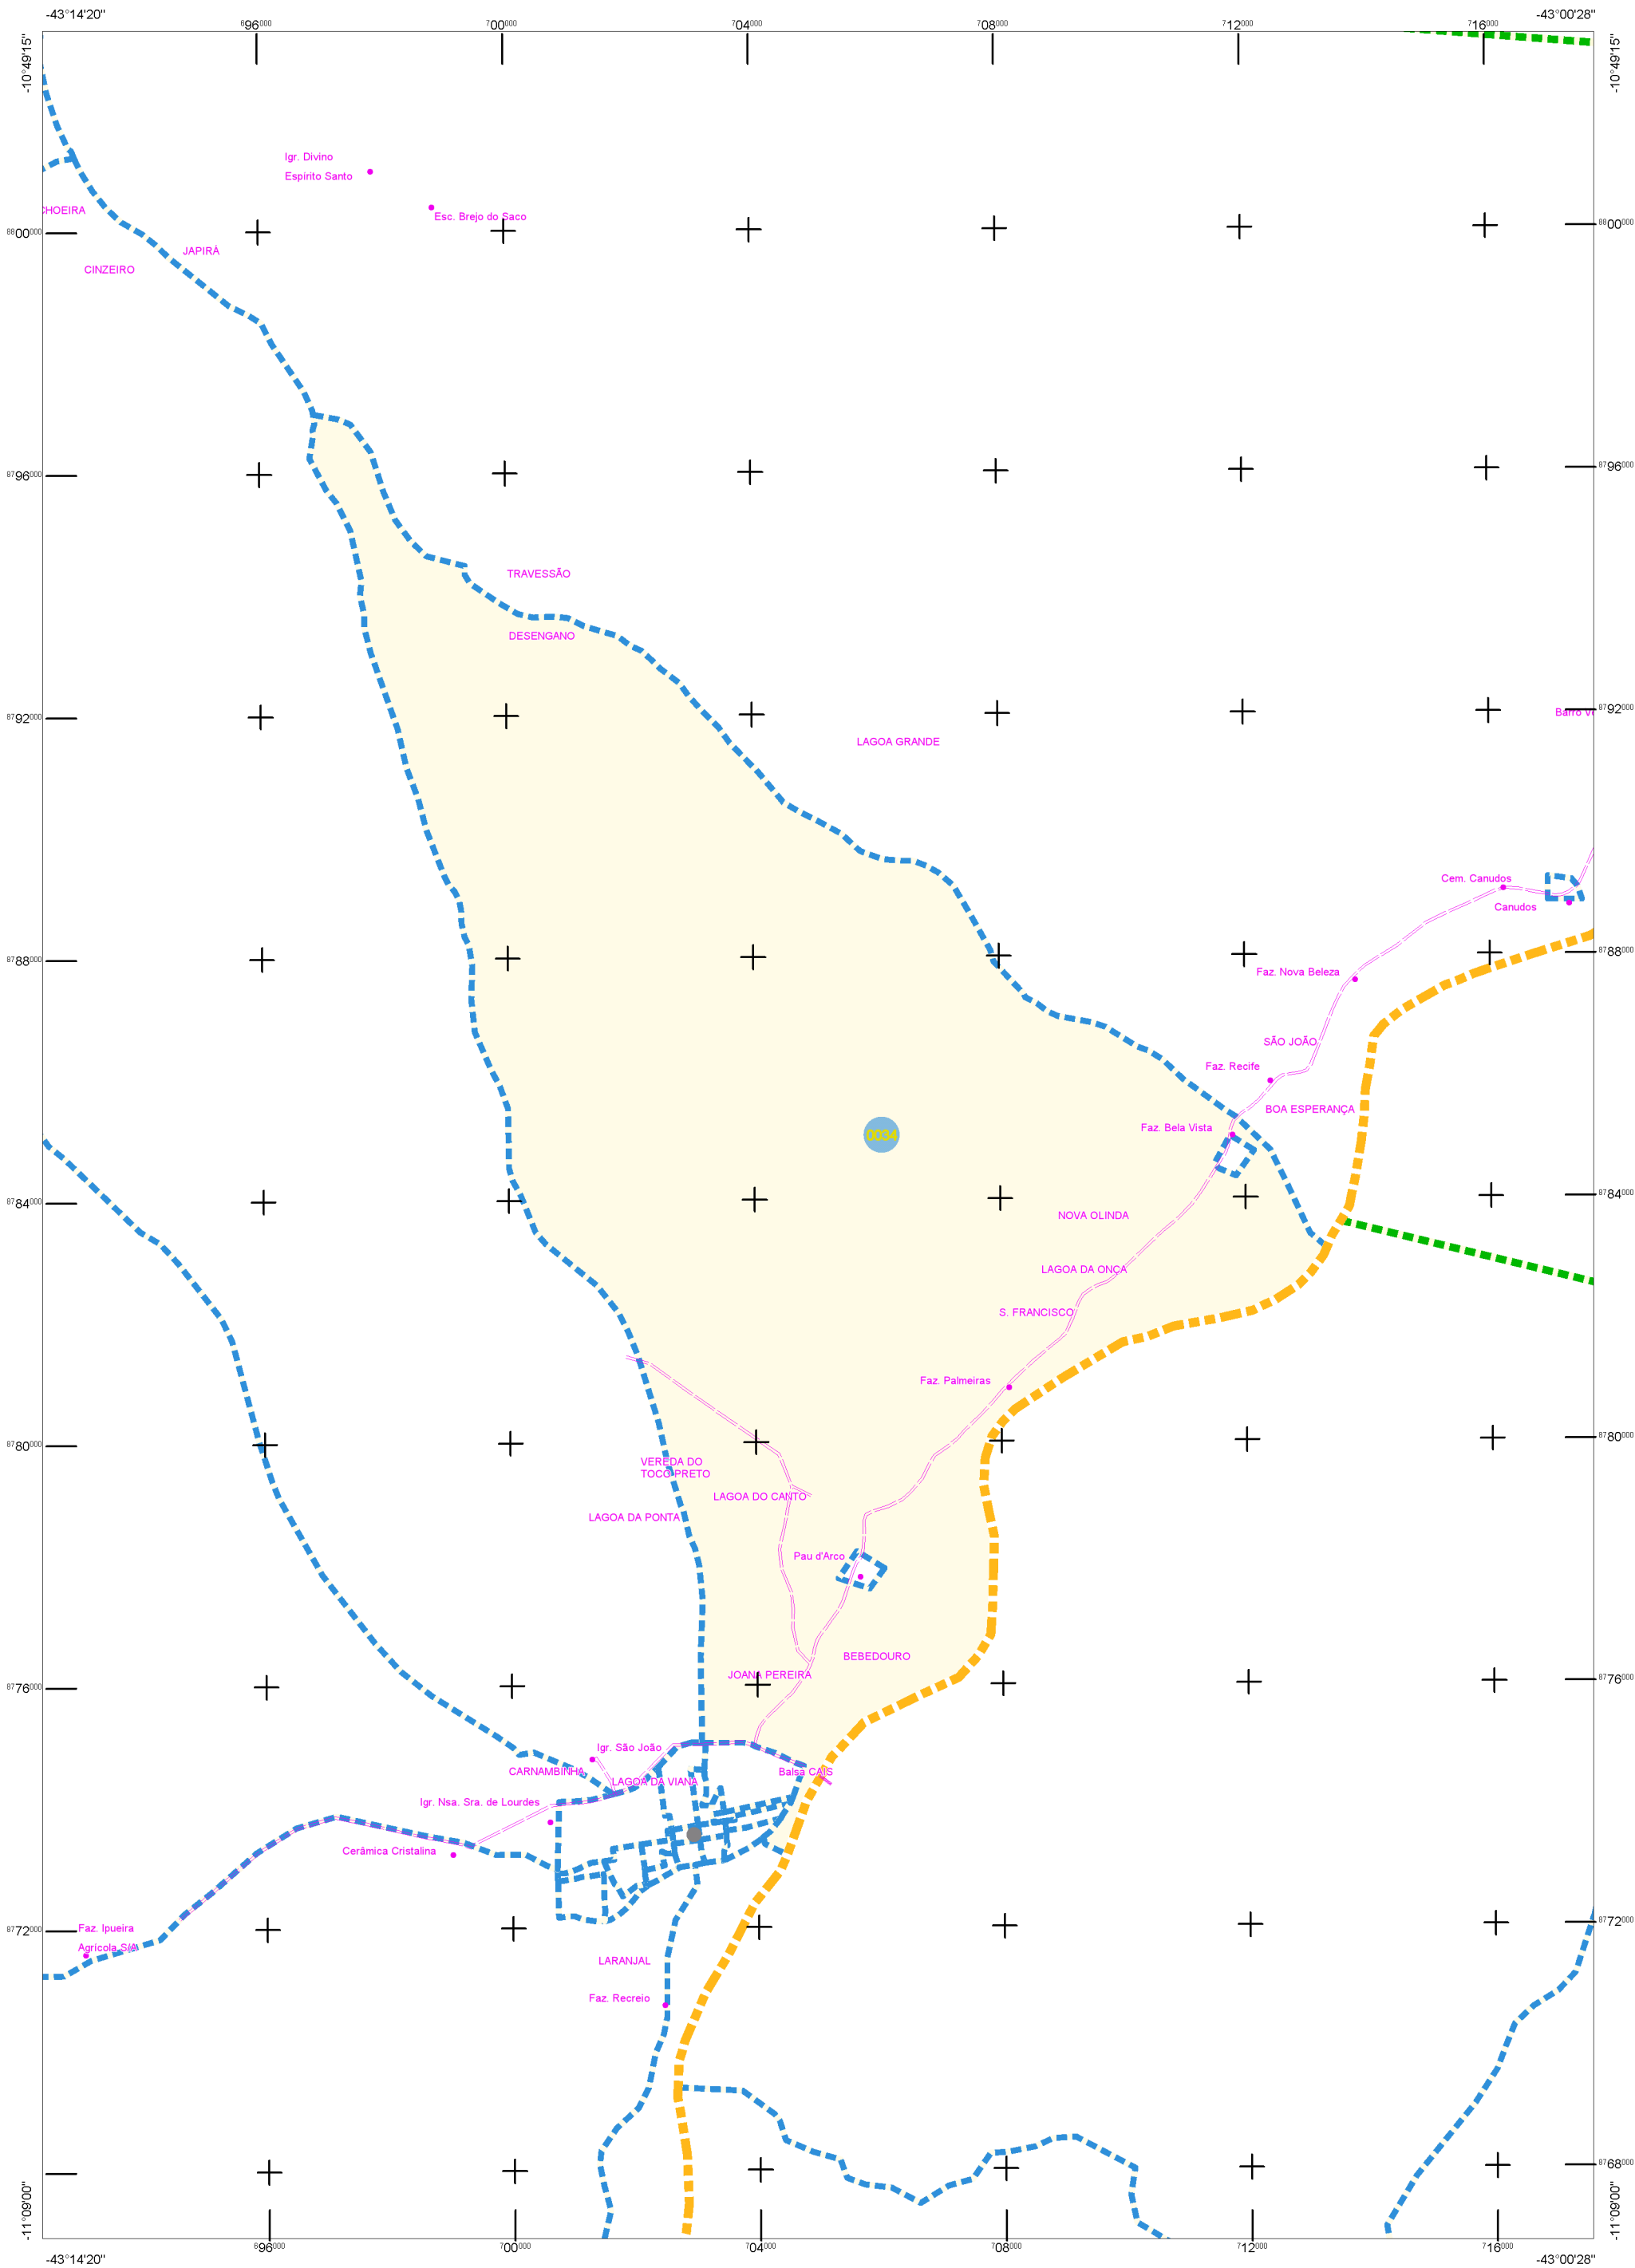 -43°14'20"
696000
700000
704000
708000
712000
716000
-43°00'28"
-10°49'15"
-10°49'15"
Igr. Divino
Espirito Santo
CHOEIRA
Esc. Brejo do Saco
8800000
8800000
JAPIRÁ
CINZEIRO
8796000
8796000
TRAVESSÃO
DESENGANO
8792000
8792000
Barro V
LAGOA GRANDE
Cem. Canudos
Canudos
8788000
8788000
Faz. Nova Beleza
SÃO JOÃO
Faz. Recife
BOA ESPERANÇA
Faz. Bela Vista
0034
8784000
8784000
NOVA OLINDA
LAGOA DA ONÇA
S. FRANCISCO
Faz. Palmeiras
8780000
8780000
VEREDA DO
TOCO PRETO
LAGOA DO CANTO
LAGOA DA PONTA
Pau d'Arco
BEBEDOURO
JOANA PEREIRA
8776000
8776000
Igr. São João
CARNAMBINHA
LAGOA DA VIANA
Balsa CAIS
Igr. Nsa. Sra. de Lourdes
Cerâmica Cristalina
Faz. Ipueira
Agrícola S/A
8772000
8772000
LARANJAL
Faz. Recreio
8768000
-11°09'00"
-11°09'00"
-43°14'20"
696000
700000
704000
708000
712000
716000
-43°00'28"